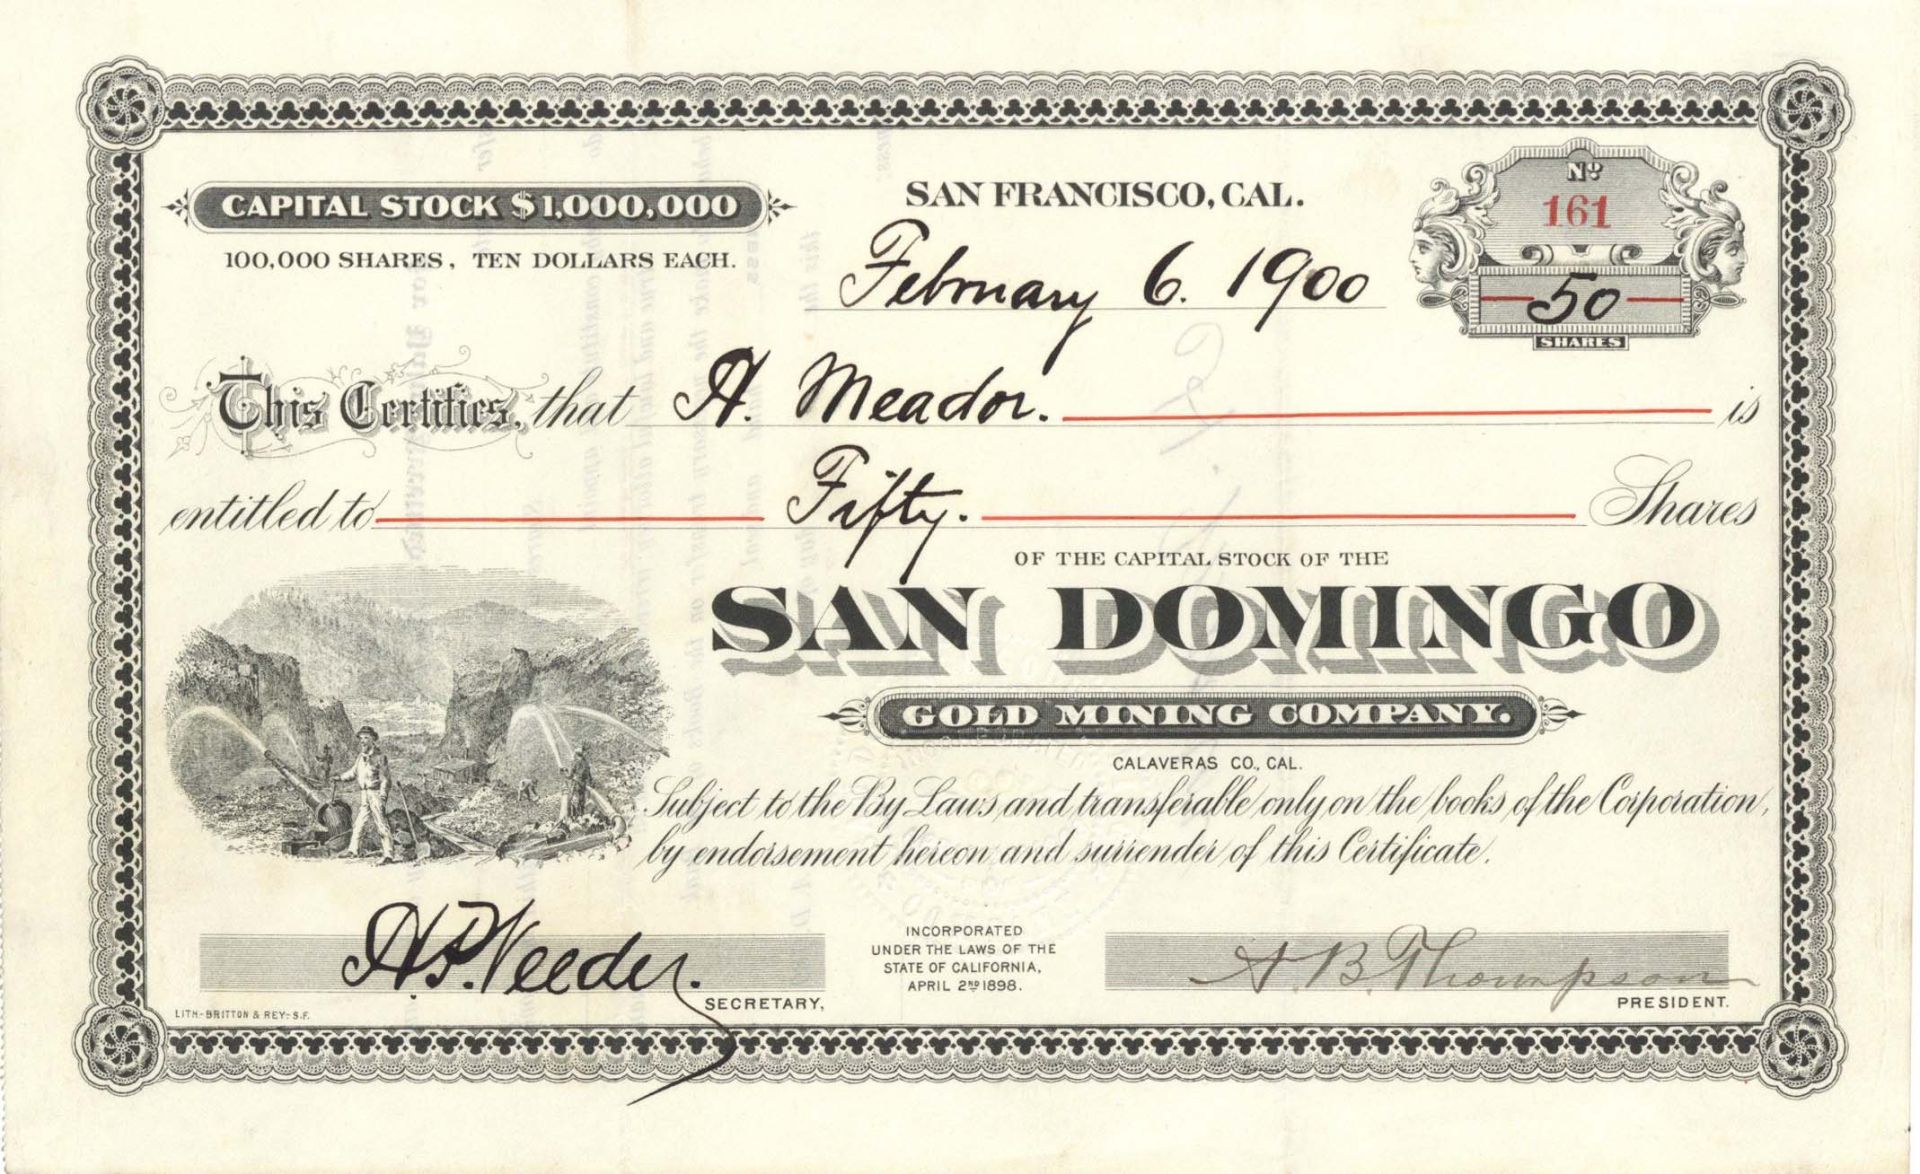 CAPITAL STOCK $1,000,000
100,000 SHARES, TEN DOLLARS EACH.
SAN FRANCISCO, CAL.
February 6. 1900
No
161
50
SHARES
This Certifies, that A. Meador. is
entitled to Fifty. Shares
OF THE CAPITAL STOCK OF THE
SAN DOMINGO
GOLD MINING COMPANY.
CALAVERAS CO., CAL.
Subject to the By Laws and transferable only on the books of the Corporation,
by endorsement hereon and surrender of this Certificate.
H.P. Veeder.
SECRETARY,
INCORPORATED
UNDER THE LAWS OF THE
STATE OF CALIFORNIA,
APRIL 2ND 1898.
A. B. Thompson
PRESIDENT.
LITH- BRITTON & REY- S.F.